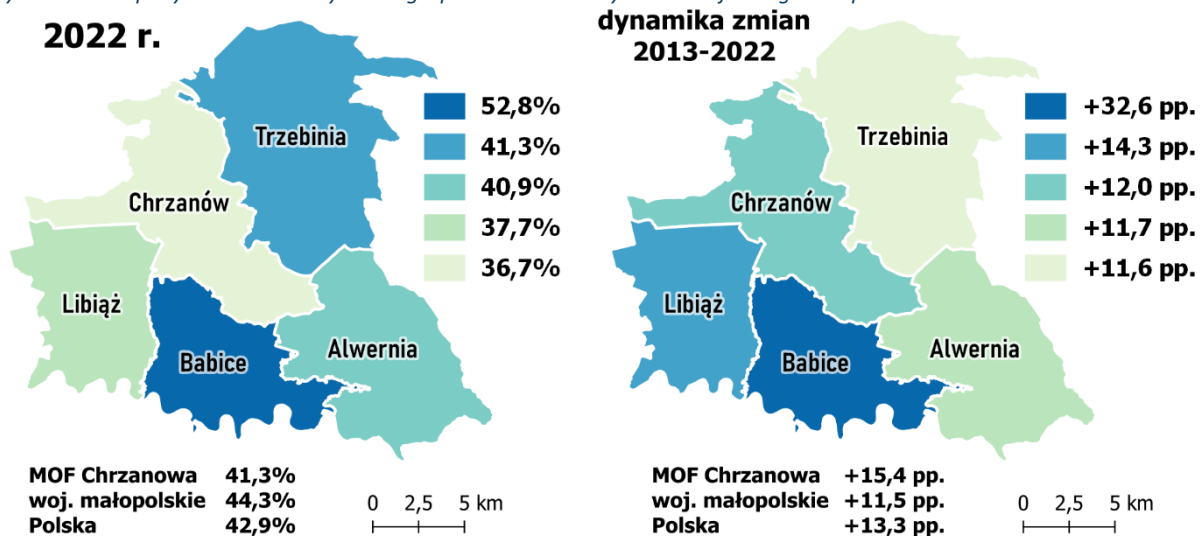 2022 r.
52,8%
41,3%
40,9%
37,7%
36,7%
Trzebinia
Chrzanów
Libiąż
Babice
Alwernia
MOF Chrzanowa 41,3%
woj. małopolskie 44,3%
Polska 42,9%
0 2,5 5 km
dynamika zmian
2013-2022
+32,6 pp.
+14,3 pp.
+12,0 pp.
+11,7 pp.
+11,6 pp.
Trzebinia
Chrzanów
Libiąż
Babice
Alwernia
MOF Chrzanowa +15,4 pp.
woj. małopolskie +11,5 pp.
Polska +13,3 pp.
0 2,5 5 km